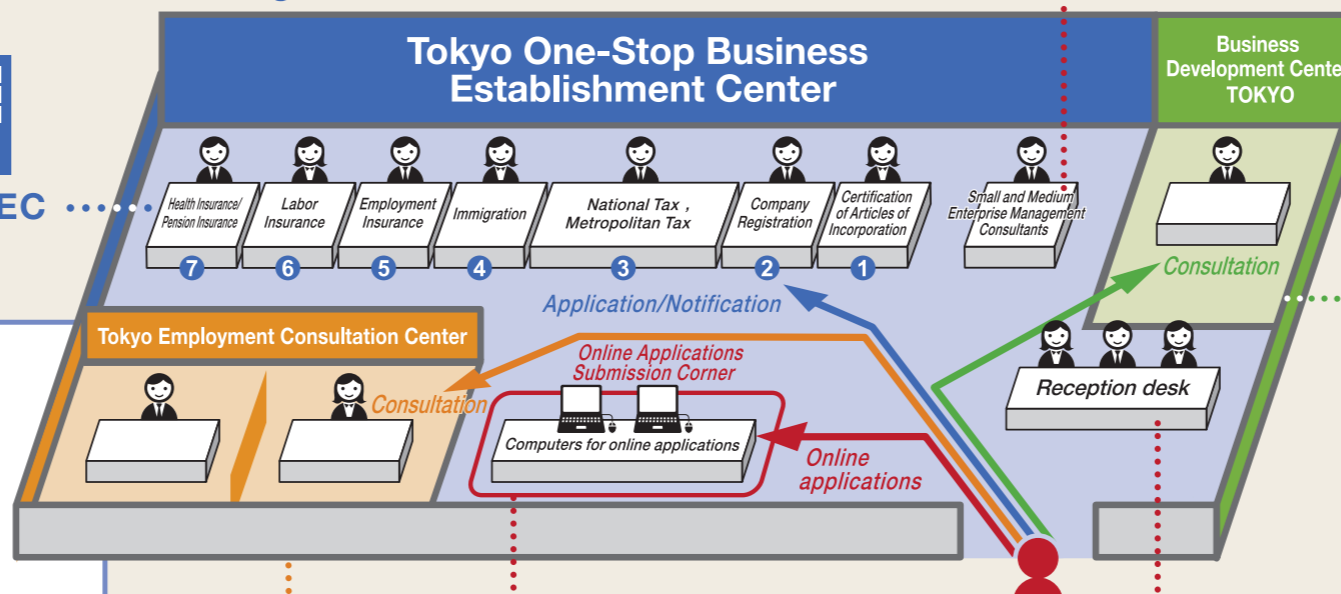 Tokyo One-Stop Business
Establishment Center
Business
Development Center
TOKYO
EC
Health Insurance/
Pension Insurance
Labor
Insurance
Employment
Insurance
Immigration
National Tax ,
Metropolitan Tax
Company
Registration
Certification
of Articles of
Incorporation
Small and Medium
Enterprise Management
Consultants
7
6
5
4
3
2
1
Consultation
Application/Notification
Tokyo Employment Consultation Center
Online Applications
Submission Corner
Reception desk
Consultation
Computers for online applications
Online
applications